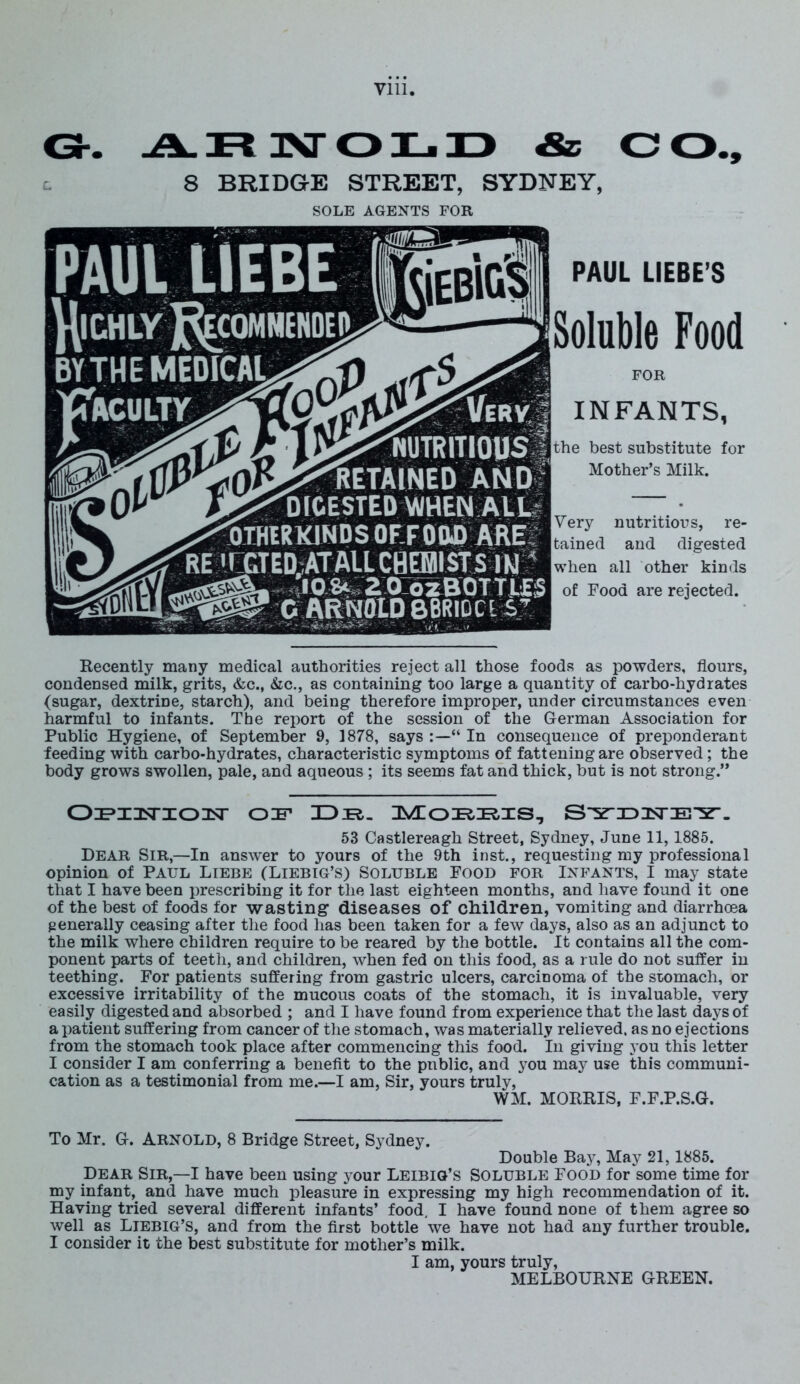 viii.
G. ARNOLD & CO.,
8 BRIDGE STREET, SYDNEY,
SOLE AGENTS FOR
PAUL LIEBE
LIEBIG'S
HIGHLY RECOMMENDED
BY THE MEDICAL
FACULTY
SOLUBLE FOOD
FOR INFANTS
VERY
NUTRITIOUS
RETAINED AND
DIGESTED WHEN ALL
OTHER KINDS OF FOOD ARE
REJECTED, AT ALL CHEMISTS IN
10 & 20 oz BOTTLES
SYDNEY WHOLESALE
AGENT
G ARNOLD 8 BRIDGE ST
PAUL LIEBE'S
Soluble Food
FOR
INFANTS,
the best substitute for
Mother's Milk.
Very nutritious, re-
tained and digested
when all other kinds
of Food are rejected.
Recently many medical authorities reject all those foods as powders, flours,
condensed milk, grits, &c., &c., as containing too large a quantity of carbo-hydrates
(sugar, dextrine, starch), and being therefore improper, under circumstances even
harmful to infants. The report of the session of the German Association for
Public Hygiene, of September 9, 1878, says :—“ In consequence of preponderant
feeding with carbo-hydrates, characteristic symptoms of fattening are observed ; the
body grows swollen, pale, and aqueous ; its seems fat and thick, but is not strong.”
OPINION OF DR. MORRIS, SYDNEY.
53 Castlereagh Street, Sydney, June 11, 1885.
DEAR SIR,—In answer to yours of the 9th inst., requesting my professional
opinion of PAUL LIEBE (LIEBIG'S) SOLUBLE FOOD FOR INFANTS, I may state
that I have been prescribing it for the last eighteen months, and have found it one
of the best of foods for wasting diseases of children, vomiting and diarrhœa
generally ceasing after the food has been taken for a few days, also as an adjunct to
the milk where children require to be reared by the bottle. It contains all the com-
ponent parts of teeth, and children, when fed on this food, as a rule do not suffer in
teething. For patients suffering from gastric ulcers, carcinoma of the stomach, or
excessive irritability of the mucous coats of the stomach, it is invaluable, very
easily digested and absorbed ; and I have found from experience that the last days of
a patient suffering from cancer of the stomach, was materially relieved, as no ejections
from the stomach took place after commencing this food. In giving you this letter
I consider I am conferring a benefit to the public, and you may use this communi-
cation as a testimonial from me.—I am, Sir, yours truly,
WM. MORRIS, F.F.P.S.G.
To Mr. G. ARNOLD, 8 Bridge Street, Sydney.
Double Bay, May 21, 1885.
DEAR SIR,—I have been using your LEIBIG'S SOLUBLE FOOD for some time for
my infant, and have much pleasure in expressing my high recommendation of it.
Having tried several different infants' food. I have found none of them agree so
well as LIEBIG'S, and from the first bottle we have not had any further trouble.
I consider it the best substitute for mother's milk.
I am, yours truly,
MELBOURNE GREEN.